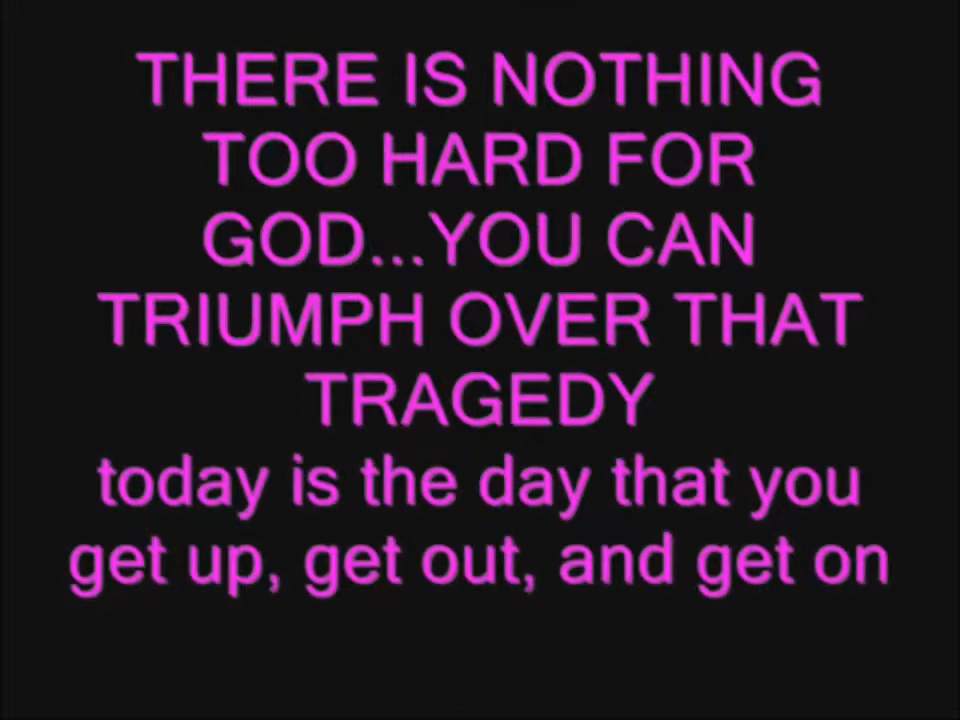 THERE IS NOTHING
TOO HARD FOR
GOD...YOU CAN
TRIUMPH OVER THAT
TRAGEDY
today is the day that you
get up, get out, and get on